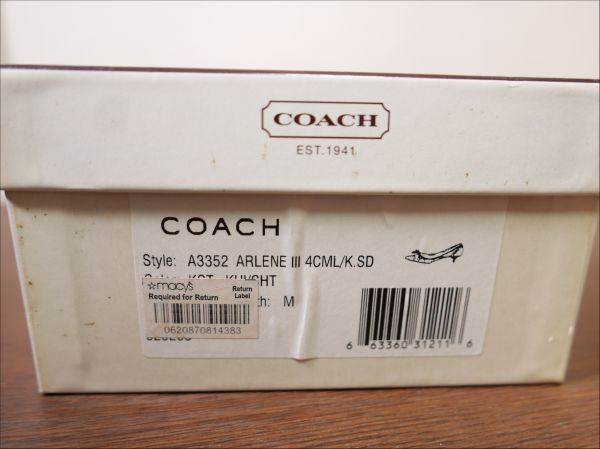 COACH
EST. 1941
COACH
Style: A3352 ARLENE III 4CML/K.SD
KHT
M
★macy's
Return
Label
Required for Return
0620870814383
6 63360 31211 6